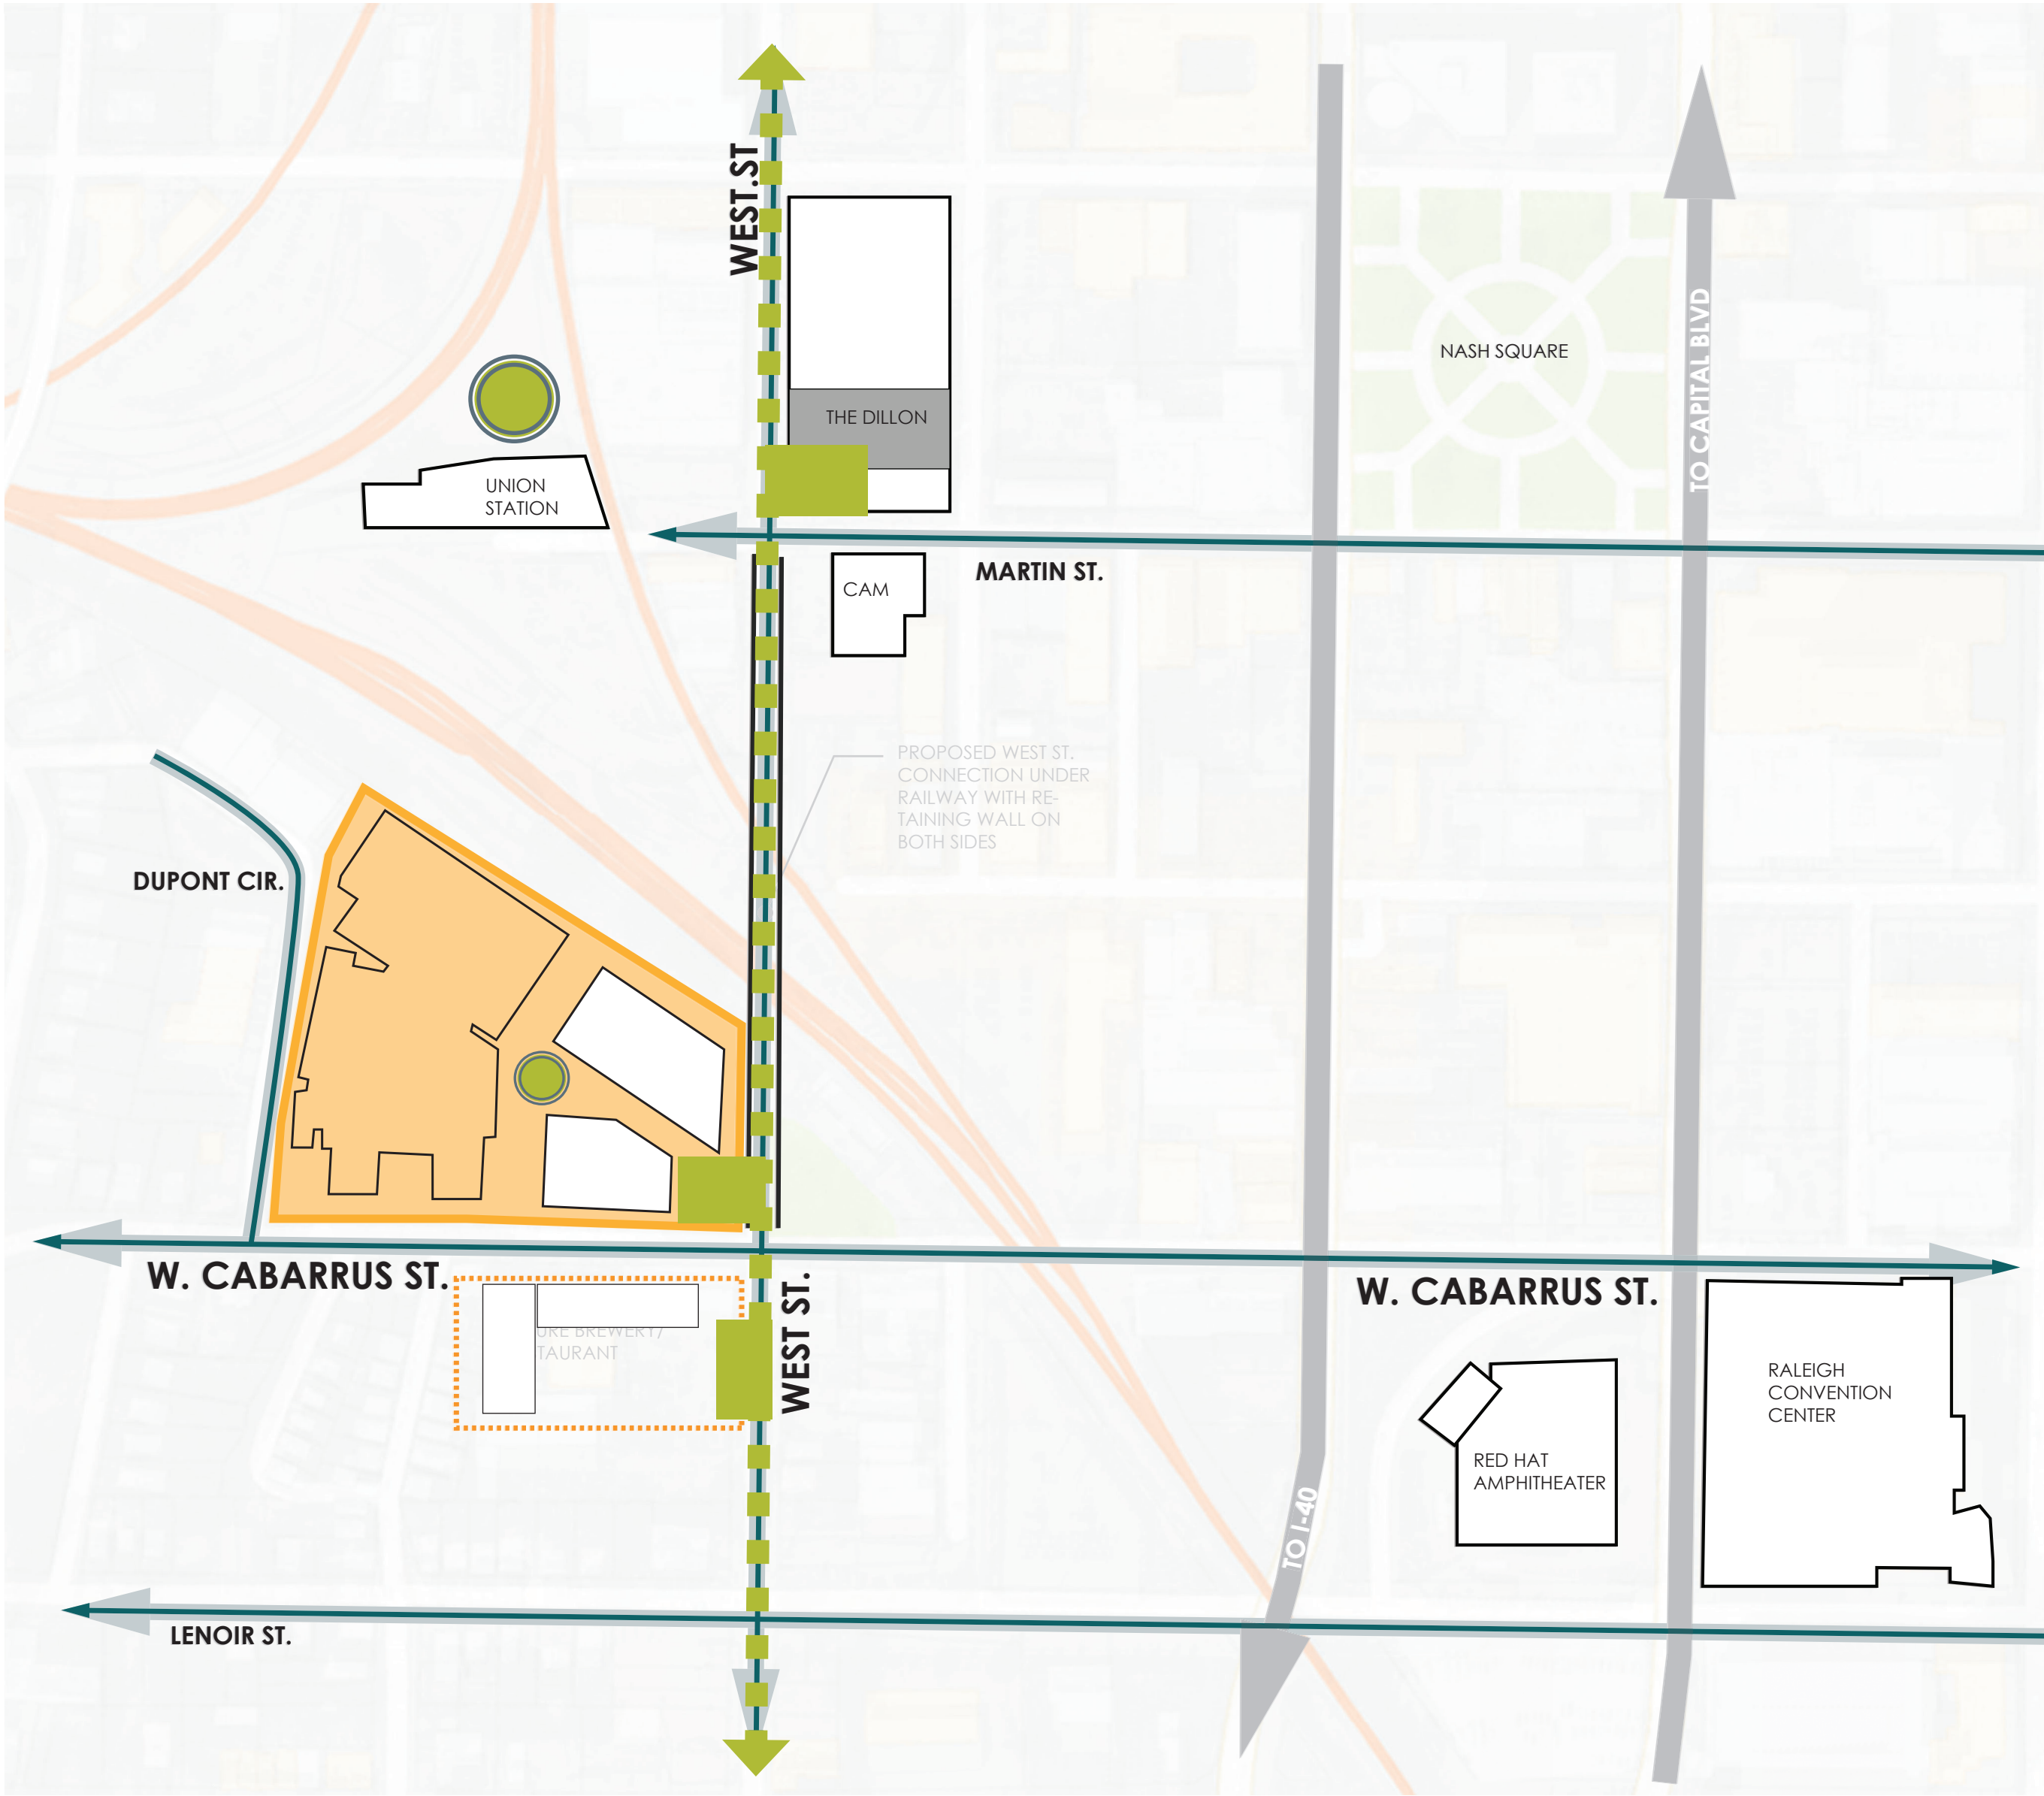 WEST.ST
TO CAPITAL BLVD
NASH SQUARE
THE DILLON
UNION
STATION
MARTIN ST.
CAM
PROPOSED WEST ST.
CONNECTION UNDER
RAILWAY WITH RE-
TAINING WALL ON
BOTH SIDES
DUPONT CIR.
W. CABARRUS ST.
W. CABARRUS ST.
WEST ST.
URE BREWERY/
TAURANT
RALEIGH
CONVENTION
CENTER
RED HAT
AMPHITHEATER
TO I-40
LENOIR ST.